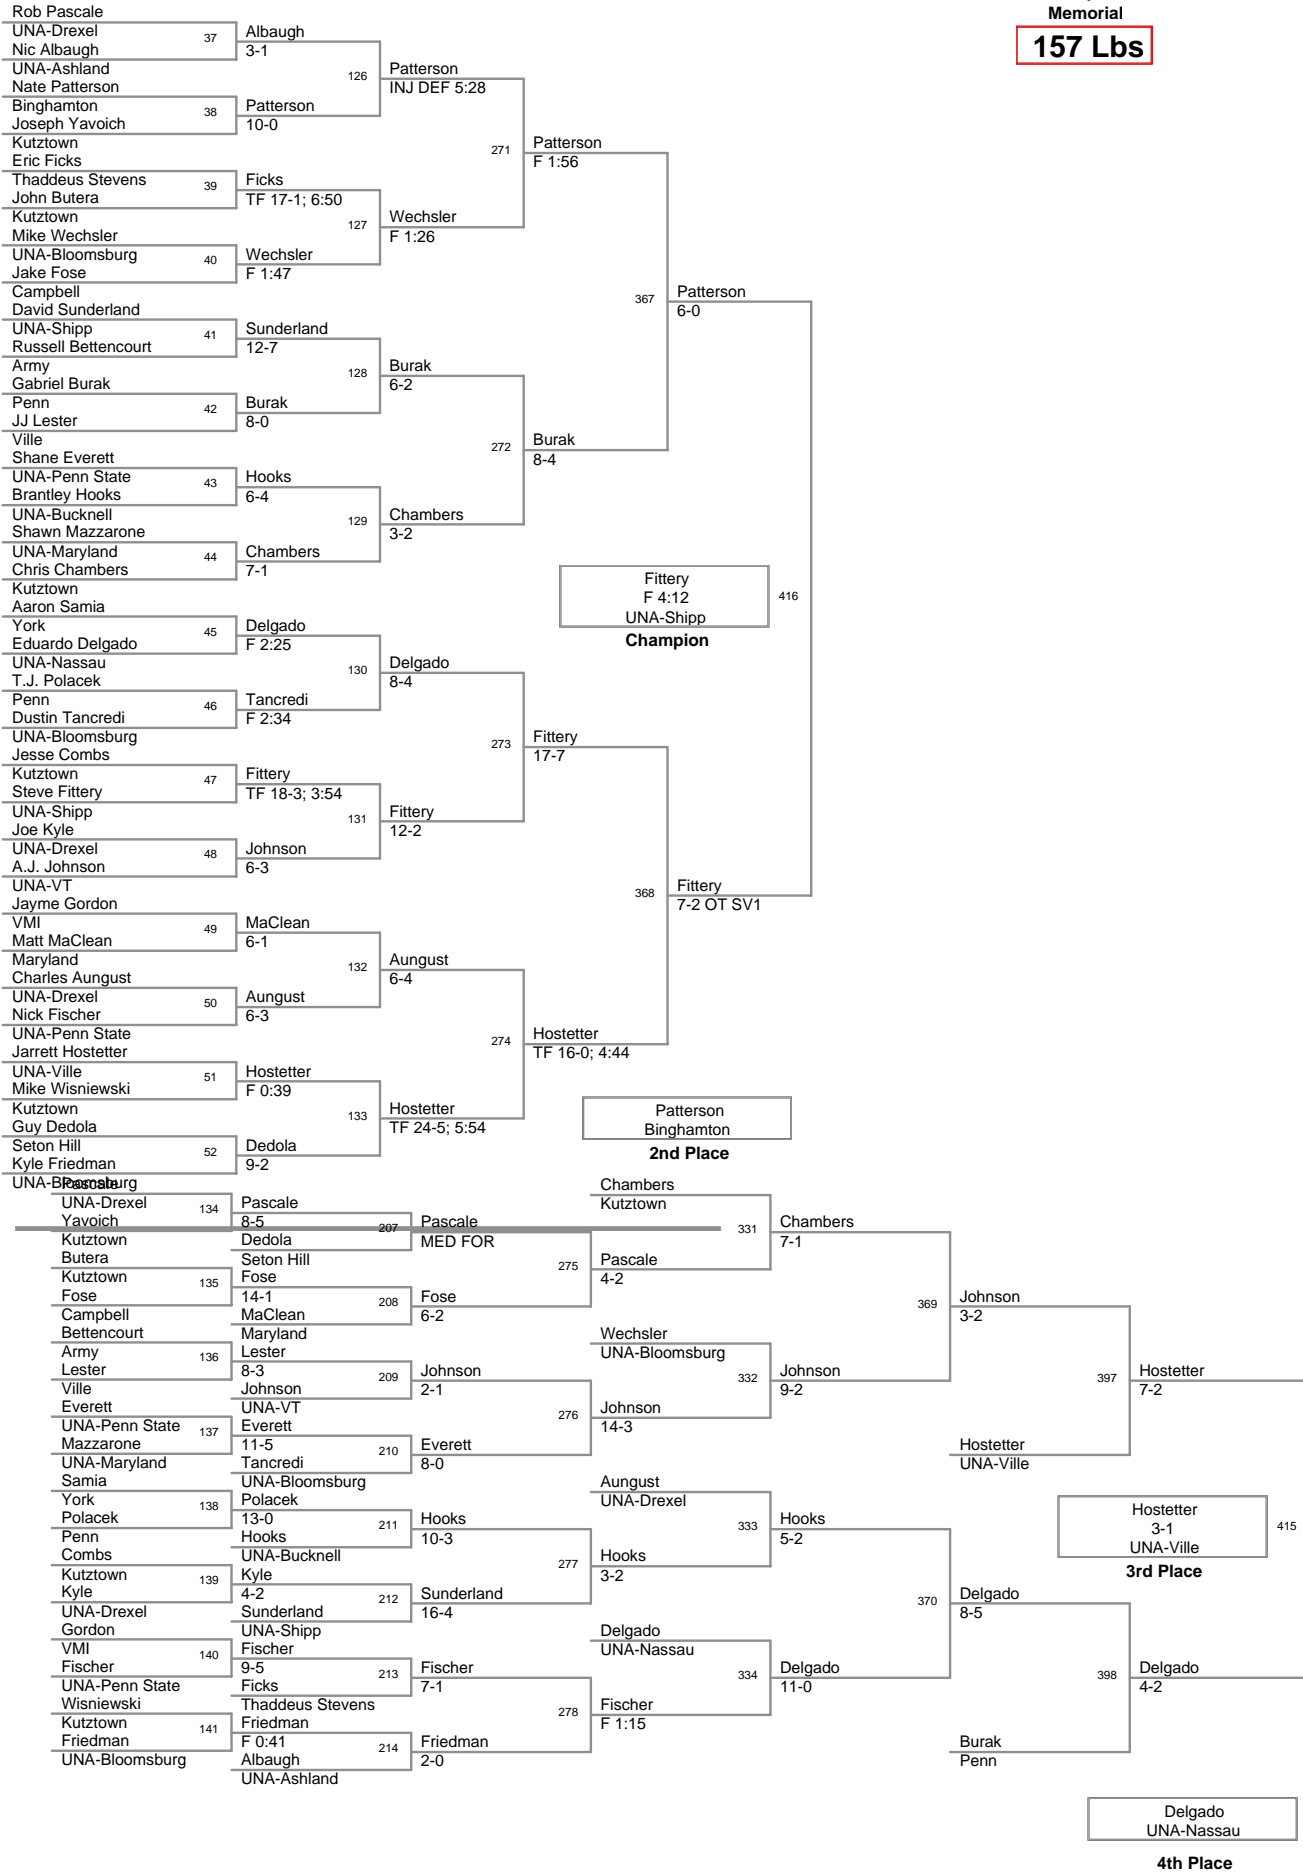 Memorial
157 Lbs
Rob Pascale
UNA-Drexel
Nic Albaugh
UNA-Ashland
Nate Patterson
Binghamton
Joseph Yavoich
Kutztown
Eric Ficks
Thaddeus Stevens
John Butera
Kutztown
Mike Wechsler
UNA-Bloomsburg
Jake Fose
Campbell
David Sunderland
UNA-Shipp
Russell Bettencourt
Army
Gabriel Burak
Penn
JJ Lester
Ville
Shane Everett
UNA-Penn State
Brantley Hooks
UNA-Bucknell
Shawn Mazzarone
UNA-Maryland
Chris Chambers
Kutztown
Aaron Samia
York
Eduardo Delgado
UNA-Nassau
T.J. Polacek
Penn
Dustin Tancredi
UNA-Bloomsburg
Jesse Combs
Kutztown
Steve Fittery
UNA-Shipp
Joe Kyle
UNA-Drexel
A.J. Johnson
UNA-VT
Jayme Gordon
VMI
Matt MaClean
Maryland
Charles Aungust
UNA-Drexel
Nick Fischer
UNA-Penn State
Jarrett Hostetter
UNA-Ville
Mike Wisniewski
Kutztown
Guy Dedola
Seton Hill
Kyle Friedman
UNA-Bloomsburg
37
Albaugh
3-1
38
Patterson
10-0
39
Ficks
TF 17-1; 6:50
40
Wechsler
F 1:47
41
Sunderland
12-7
42
Burak
8-0
43
Hooks
6-4
44
Chambers
7-1
45
Delgado
F 2:25
46
Tancredi
F 2:34
47
Fittery
TF 18-3; 3:54
48
Johnson
6-3
49
MaClean
6-1
50
Aungust
6-3
51
Hostetter
F 0:39
52
Dedola
9-2
126
Patterson
INJ DEF 5:28
127
Wechsler
F 1:26
128
Burak
6-2
129
Chambers
3-2
130
Delgado
8-4
131
Fittery
12-2
132
Aungust
6-4
133
Hostetter
TF 24-5; 5:54
271
Patterson
F 1:56
272
Burak
8-4
273
Fittery
17-7
274
Hostetter
TF 16-0; 4:44
367
Patterson
6-0
368
Fittery
7-2 OT SV1
Fittery
F 4:12
UNA-Shipp
416
Champion
Patterson
Binghamton
2nd Place
Pascale
UNA-Drexel
Yavoich
Kutztown
Butera
Kutztown
Fose
Campbell
Bettencourt
Army
Lester
Ville
Everett
UNA-Penn State
Mazzarone
UNA-Maryland
Samia
York
Polacek
Penn
Combs
Kutztown
Kyle
UNA-Drexel
Gordon
VMI
Fischer
UNA-Penn State
Wisniewski
Kutztown
Friedman
UNA-Bloomsburg
134
Pascale
8-5
Dedola
Seton Hill
135
Fose
14-1
MaClean
Maryland
136
Lester
8-3
Johnson
UNA-VT
137
Everett
11-5
Tancredi
UNA-Bloomsburg
138
Polacek
13-0
Hooks
UNA-Bucknell
139
Kyle
4-2
Sunderland
UNA-Shipp
140
Fischer
9-5
Ficks
Thaddeus Stevens
141
Friedman
F 0:41
Albaugh
UNA-Ashland
207
Pascale
MED FOR
208
Fose
6-2
209
Johnson
2-1
210
Everett
8-0
211
Hooks
10-3
212
Sunderland
16-4
213
Fischer
7-1
214
Friedman
2-0
Chambers
Kutztown
275
Pascale
4-2
Wechsler
UNA-Bloomsburg
276
Johnson
14-3
Aungust
UNA-Drexel
277
Hooks
3-2
Delgado
UNA-Nassau
278
Fischer
F 1:15
331
Chambers
7-1
332
Johnson
9-2
333
Hooks
5-2
334
Delgado
11-0
369
Johnson
3-2
Hostetter
UNA-Ville
370
Delgado
8-5
Burak
Penn
397
Hostetter
7-2
398
Delgado
4-2
Hostetter
3-1
UNA-Ville
415
3rd Place
Delgado
UNA-Nassau
4th Place